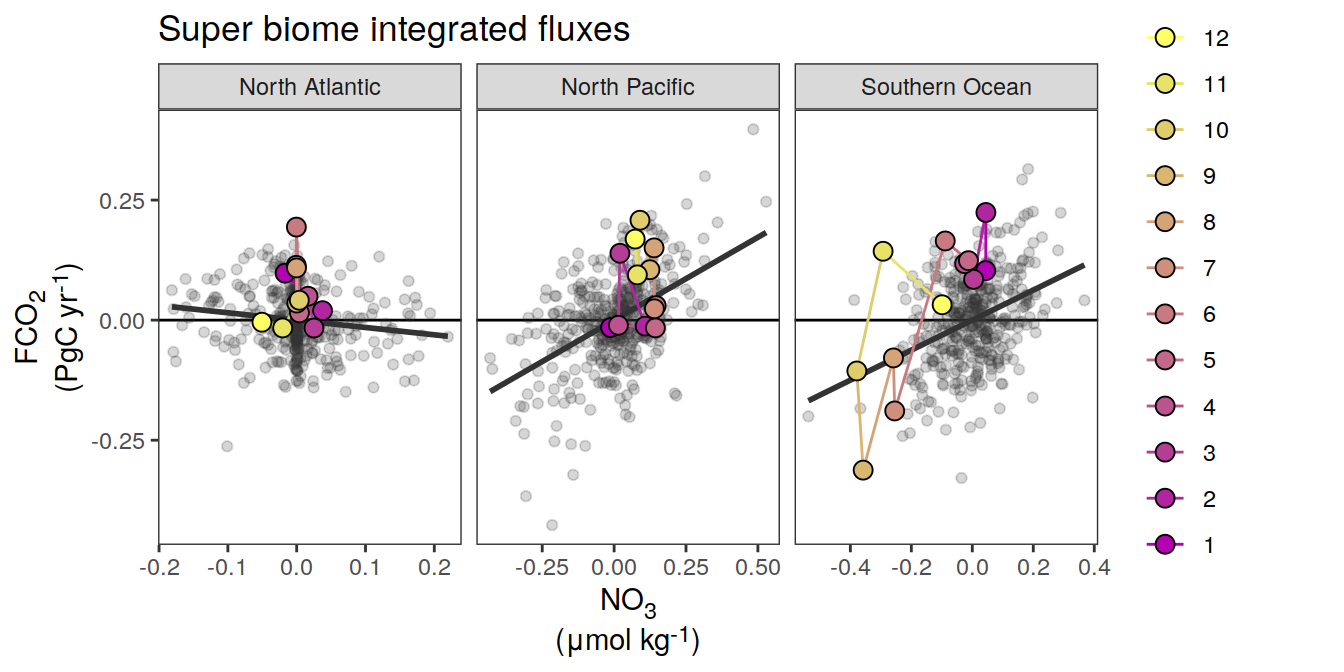 Super biome integrated fluxes
North Atlantic
North Pacific
Southern Ocean
FCO2
(PgC yr-1)
0.25
0.00
-0.25
-0.2 -0.1 0.0 0.1 0.2
-0.25 0.00 0.25 0.50
-0.4 -0.2 0.0 0.2 0.4
NO3
(µmol kg-1)
12
11
10
9
8
7
6
5
4
3
2
1